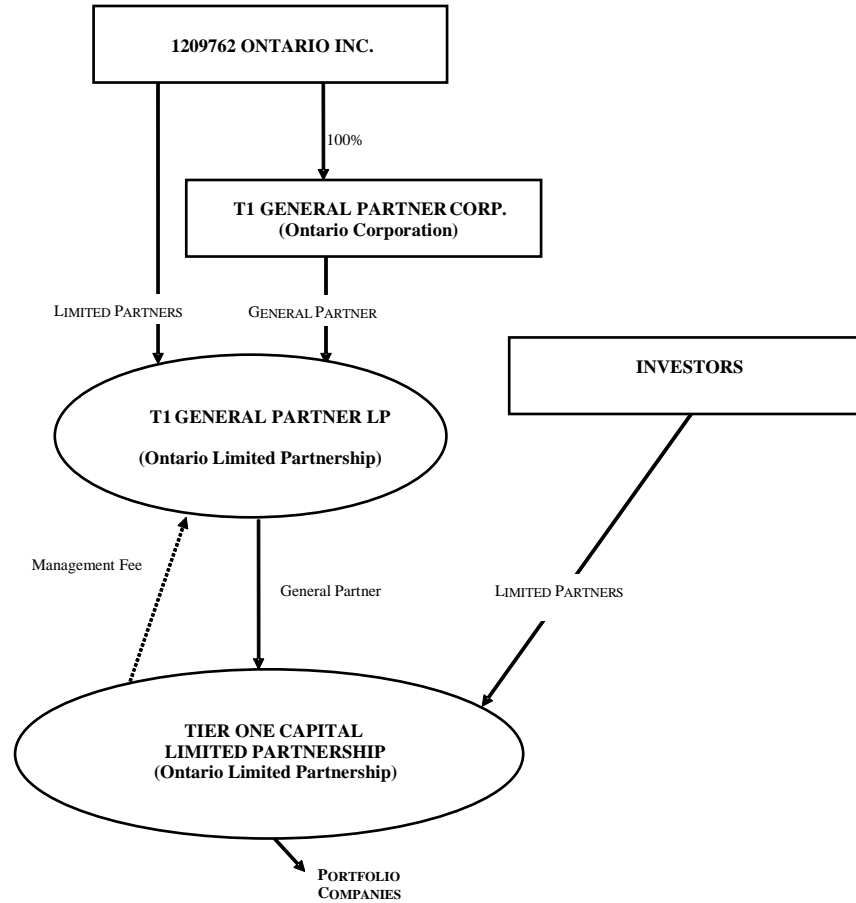 1209762 ONTARIO INC.
100%
T1 GENERAL PARTNER CORP.
(Ontario Corporation)
LIMITED PARTNERS
GENERAL PARTNER
INVESTORS
T1 GENERAL PARTNER LP
(Ontario Limited Partnership)
Management Fee
General Partner
LIMITED PARTNERS
TIER ONE CAPITAL
LIMITED PARTNERSHIP
(Ontario Limited Partnership)
PORTFOLIO
COMPANIES